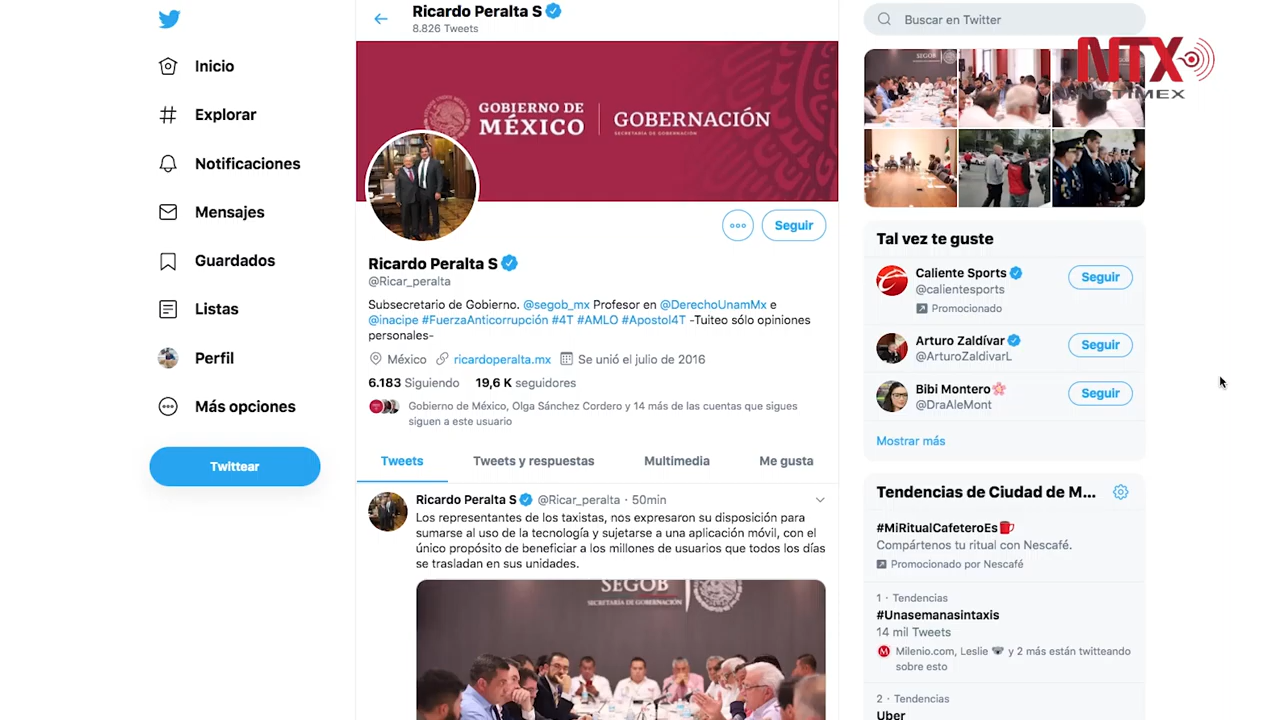 Inicio
Explorar
Notificaciones
Mensajes
Guardados
Listas
Perfil
Más opciones
Twittear
Ricardo Peralta S
8.826 Tweets
GOBIERNO DE
MÉXICO
GOBERNACIÓN
SECRETARÍA DE GOBERNACIÓN
Seguir
Ricardo Peralta S
@Ricar_peralta
Subsecretario de Gobierno. @segob_mx Profesor en @DerechoUnamMx e
@inacipe #FuerzaAnticorrupción #4T #AMLO #Apostol4T -Tuiteo sólo opiniones
personales-
México ricardoperalta.mx Se unió el julio de 2016
6.183 Siguiendo 19,6 K seguidores
Gobierno de México, Olga Sánchez Cordero y 14 más de las cuentas que sigues
siguen a este usuario
Tweets Tweets y respuestas Multimedia Me gusta
Ricardo Peralta S @Ricar_peralta · 50min
Los representantes de los taxistas, nos expresaron su disposición para
sumarse al uso de la tecnología y sujetarse a una aplicación móvil, con el
único propósito de beneficiar a los millones de usuarios que todos los días
se trasladan en sus unidades.
SEGOB
SECRETARÍA DE GOBERNACIÓN
Buscar en Twitter
NTX
NOTIMEX
SEGOB
Tal vez te guste
Caliente Sports
@calientesports
Promocionado
Seguir
Arturo Zaldívar
@ArturoZaldivarL
Seguir
Bibi Montero🌸
@DraAleMont
Seguir
Mostrar más
Tendencias de Ciudad de M...
#MiRitualCafeteroEs
Compártenos tu ritual con Nescafé.
Promocionado por Nescafé
1 · Tendencias
#Unasemanasintaxis
14 mil Tweets
Milenio.com, Leslie 🐨 y 2 más están twitteando
sobre esto
2 · Tendencias
Uber